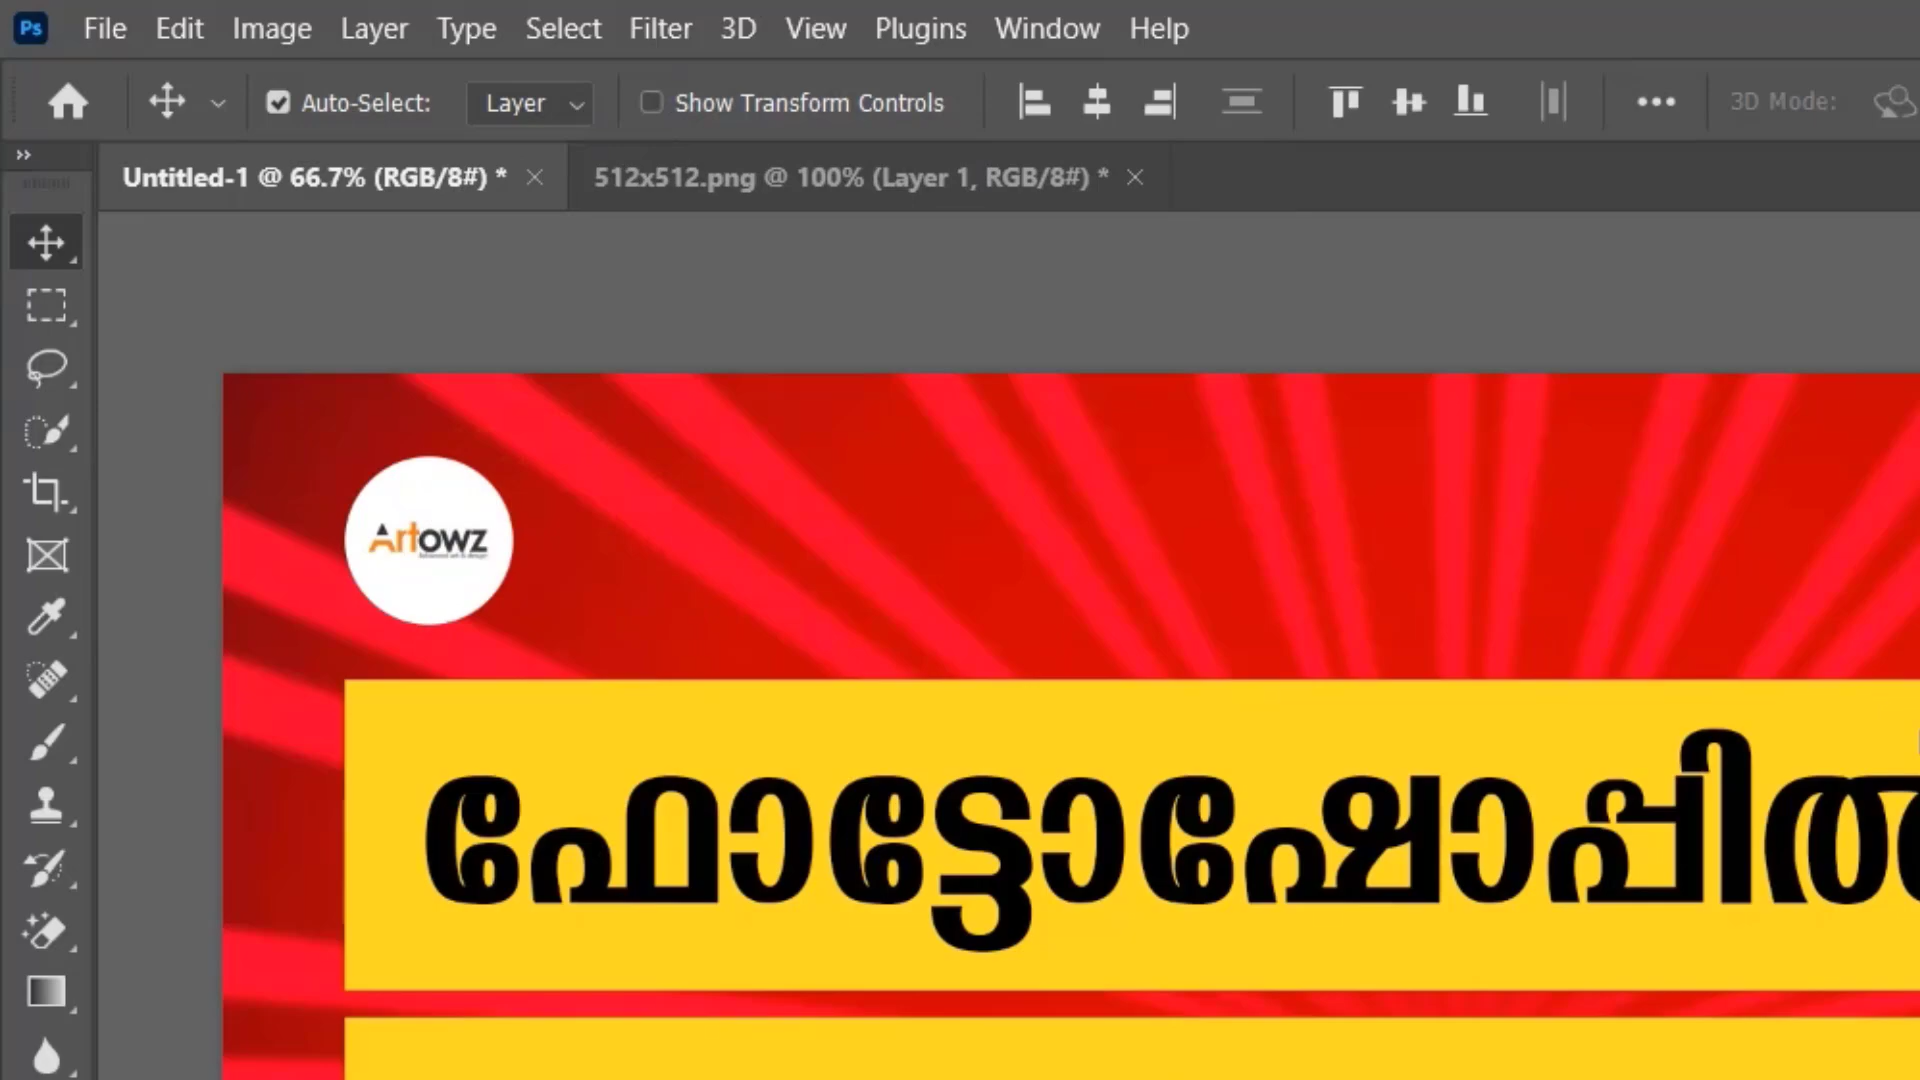 Ps File Edit Image Layer Type Select Filter 3D View Plugins Window Help
Auto-Select: Layer Show Transform Controls 3D Mode:
Untitled-1 @ 66.7% (RGB/8#) * 512x512.png @ 100% (Layer 1, RGB/8#) *
Artowz
ഫോട്ടോഷോപ്പിൽ